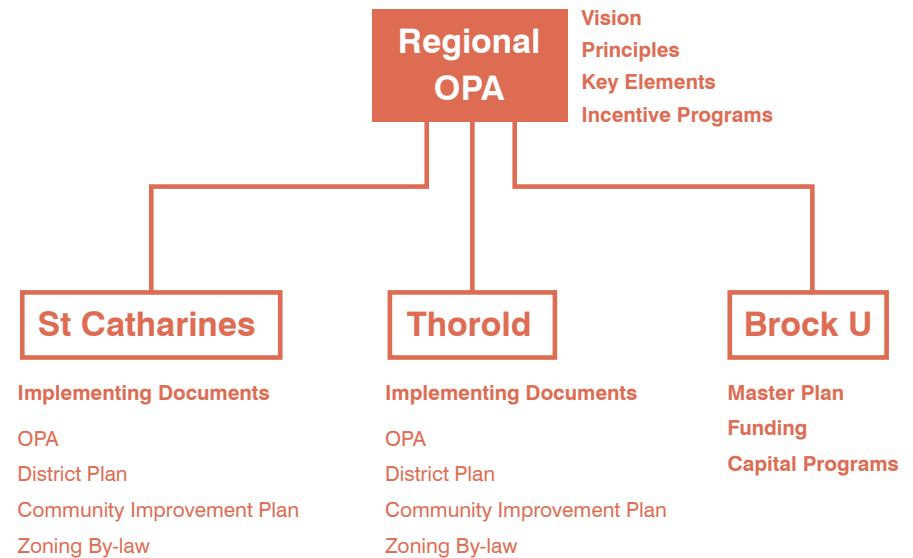 Regional
OPA
Vision
Principles
Key Elements
Incentive Programs
St Catharines
Implementing Documents
OPA
District Plan
Community Improvement Plan
Zoning By-law
Thorold
Implementing Documents
OPA
District Plan
Community Improvement Plan
Zoning By-law
Brock U
Master Plan
Funding
Capital Programs